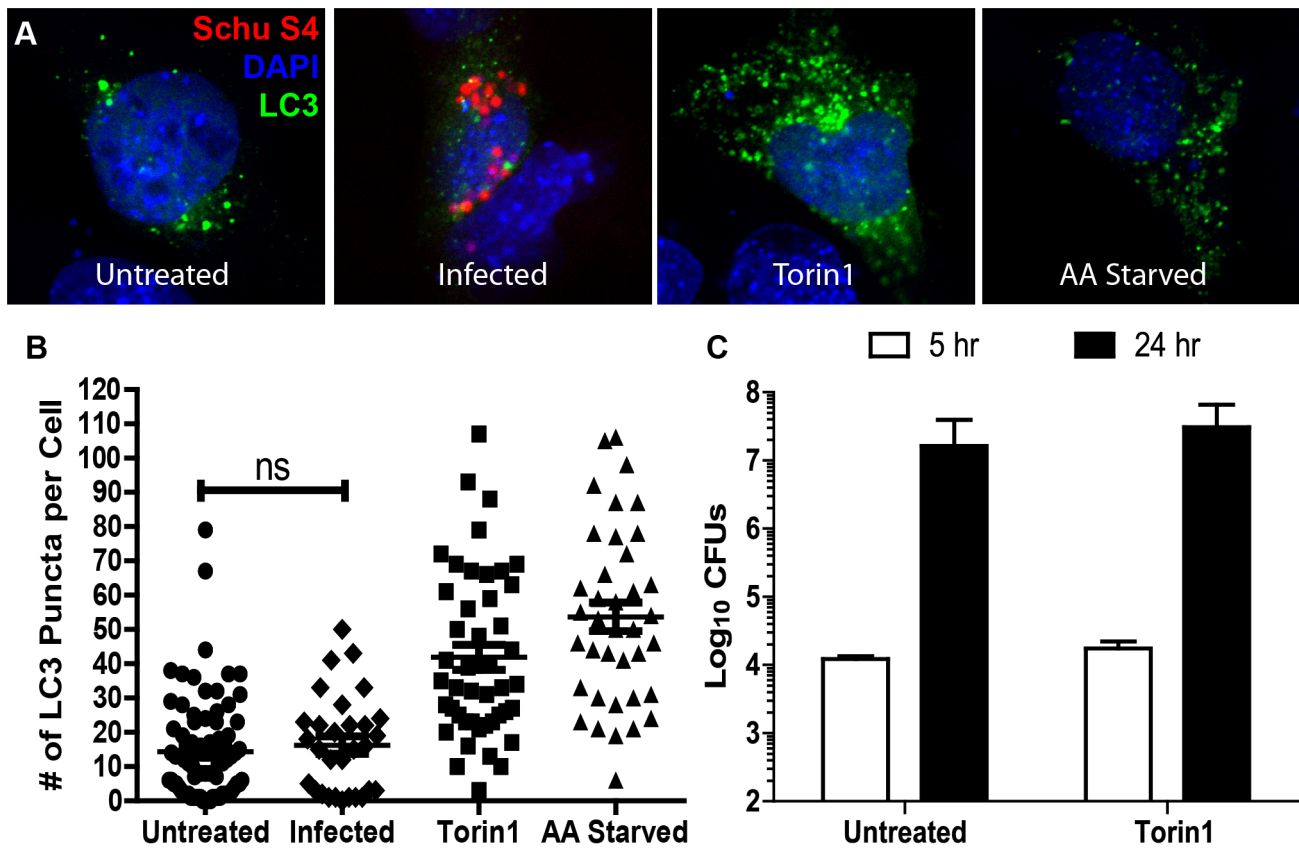 A
Schu S4
DAPI
LC3
Untreated
Infected
Torin1
AA Starved
B
# of LC3 Puncta per Cell
120
110
100
90
80
70
60
50
40
30
20
10
0
ns
Untreated
Infected
Torin1
AA Starved
C
5 hr
24 hr
Log₁₀ CFUs
8
7
6
5
4
3
2
Untreated
Torin1